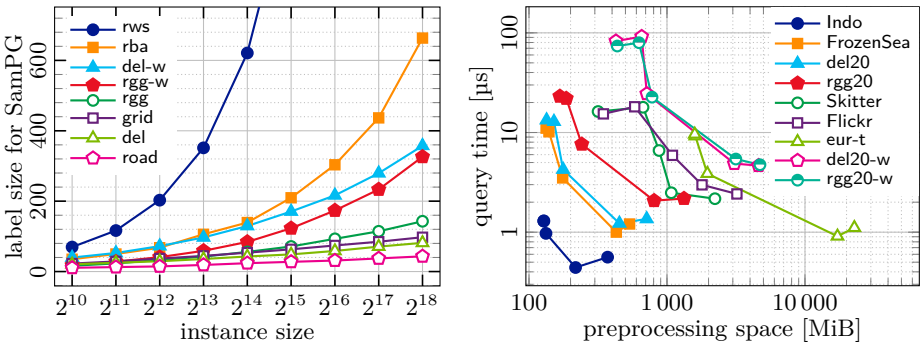 label size for SamPG
600
400
200
0
rws
rba
del-w
rgg-w
rgg
grid
del
road
2^10 2^11 2^12 2^13 2^14 2^15 2^16 2^17 2^18
instance size
query time [µs]
100
10
1
Indo
FrozenSea
del20
rgg20
Skitter
Flickr
eur-t
del20-w
rgg20-w
100 1 000 10 000
preprocessing space [MiB]